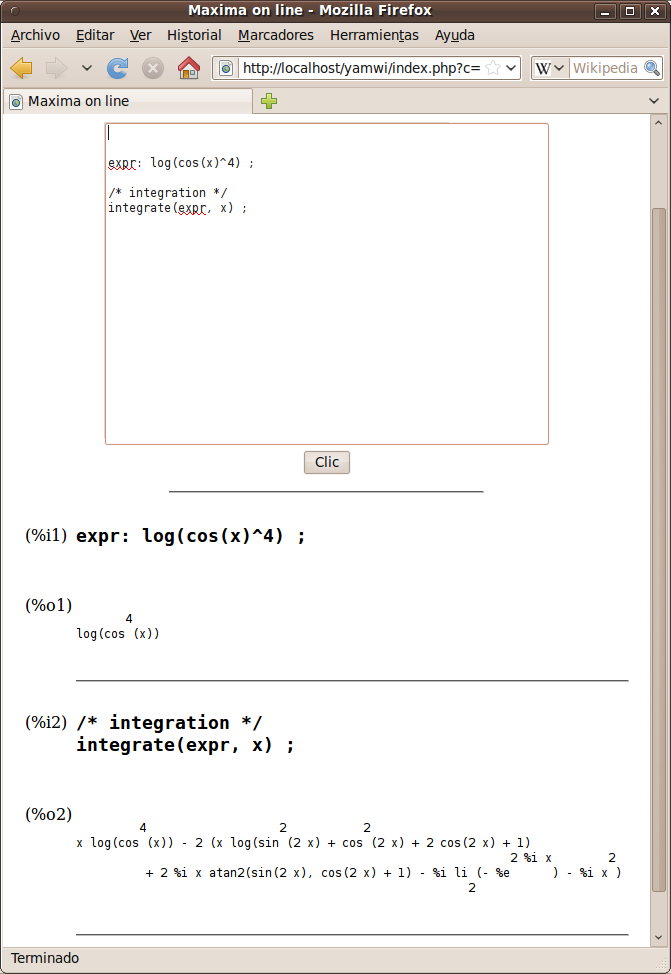 Maxima on line - Mozilla Firefox
Archivo Editar Ver Historial Marcadores Herramientas Ayuda
http://localhost/yamwi/index.php?c= W Wikipedia
Maxima on line
expr: log(cos(x)^4) ;
/* integration */
integrate(expr, x) ;
Clic
(%i1) expr: log(cos(x)^4) ;
(%o1)
4
log(cos (x))
(%i2) /* integration */
integrate(expr, x) ;
(%o2)
4 2 2
x log(cos (x)) - 2 (x log(sin (2 x) + cos (2 x) + 2 cos(2 x) + 1)
2 %i x 2
+ 2 %i x atan2(sin(2 x), cos(2 x) + 1) - %i li (- %e ) - %i x )
2
Terminado